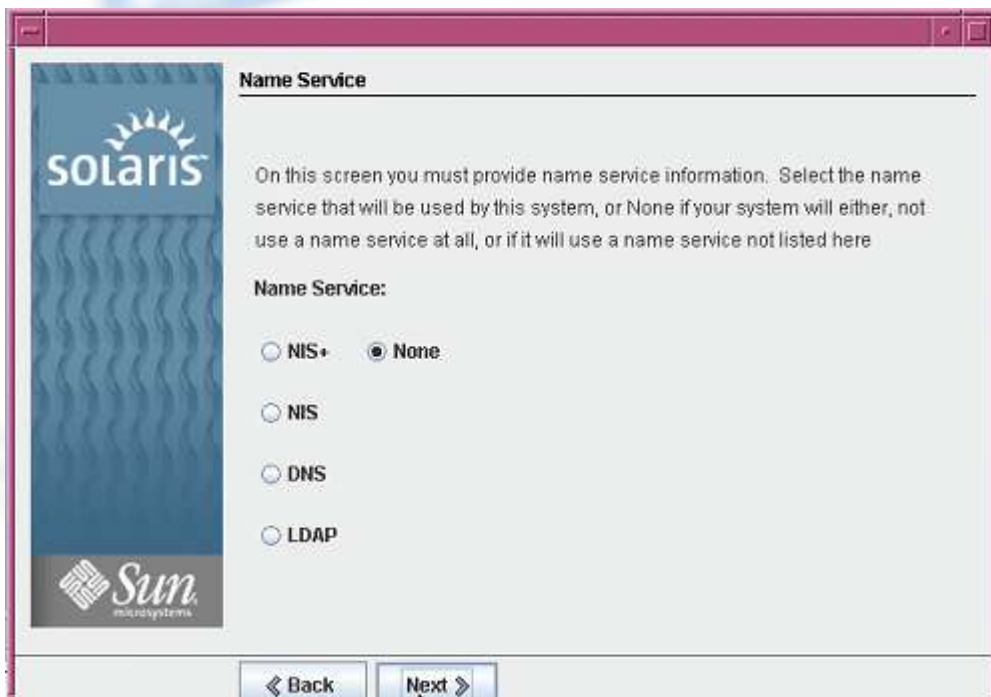 Name Service
solaris
On this screen you must provide name service information. Select the name
service that will be used by this system, or None if your system will either, not
use a name service at all, or if it will use a name service not listed here
Name Service:
NIS+ None
NIS
DNS
LDAP
Sun
microsystems
Back Next